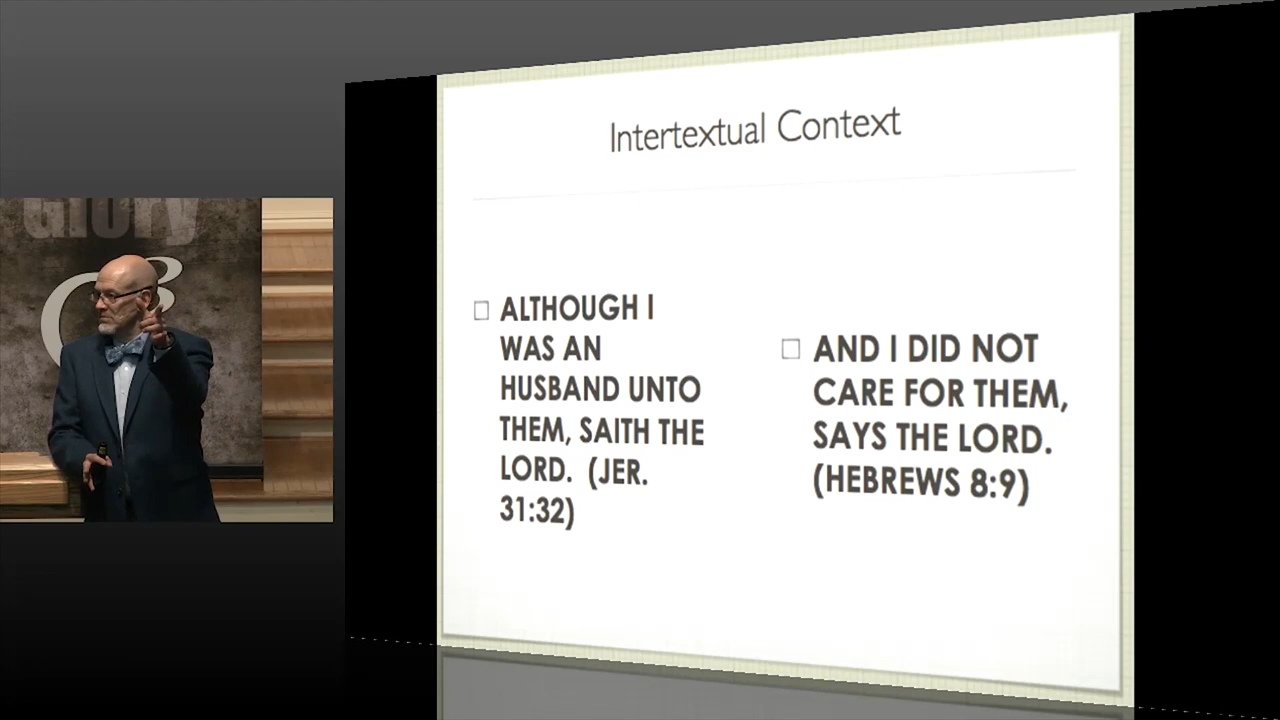 Glory
Intertextual Context
ALTHOUGH I
WAS AN
HUSBAND UNTO
THEM, SAITH THE
LORD. (JER.
31:32)
AND I DID NOT
CARE FOR THEM,
SAYS THE LORD.
(HEBREWS 8:9)